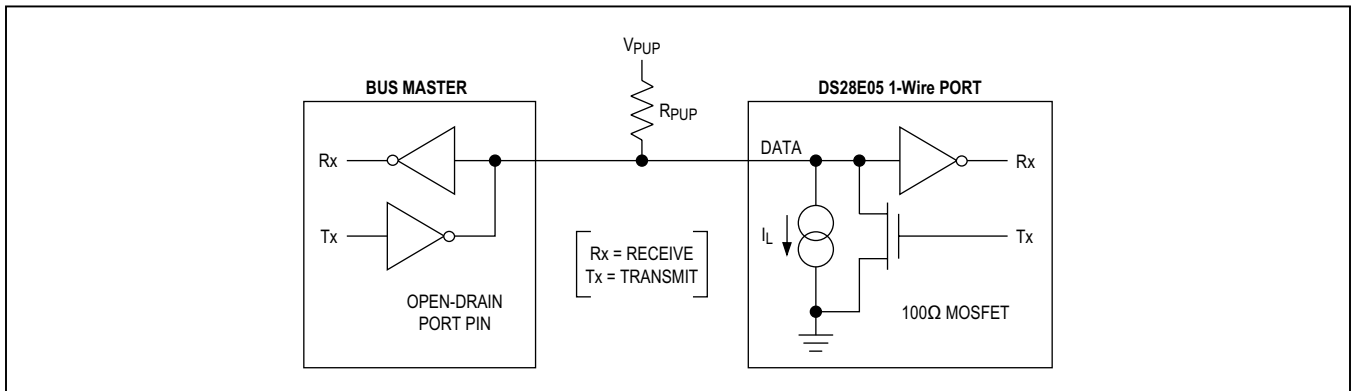 VPUP
BUS MASTER
DS28E05 1-Wire PORT
RPUP
Rx
DATA
Rx
Tx
IL
Tx
Rx = RECEIVE
Tx = TRANSMIT
OPEN-DRAIN
PORT PIN
100Ω MOSFET